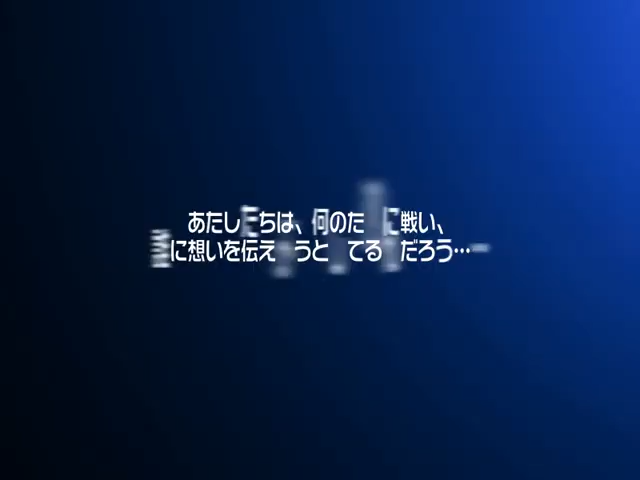 あたしたちは、何のた に戦い、
に想いを伝え うと てる だろう…